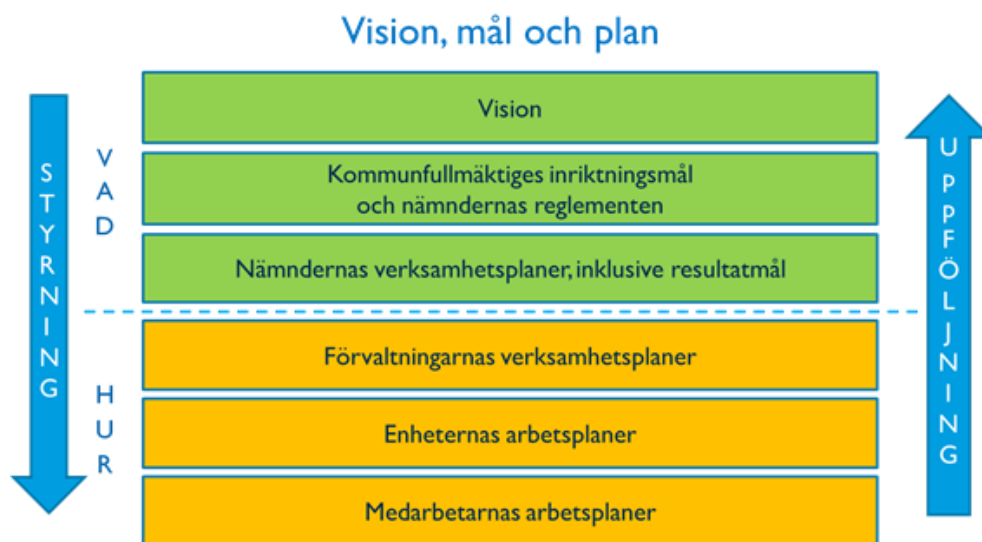 Vision, mål och plan
STYRNING
VAD
HUR
Vision
Kommunfullmäktiges inriktningsmål
och nämndernas reglementen
Nämndernas verksamhetsplaner, inklusive resultatmål
Förvaltningarnas verksamhetsplaner
Enheternas arbetsplaner
Medarbetarnas arbetsplaner
UPPFÖLJNING